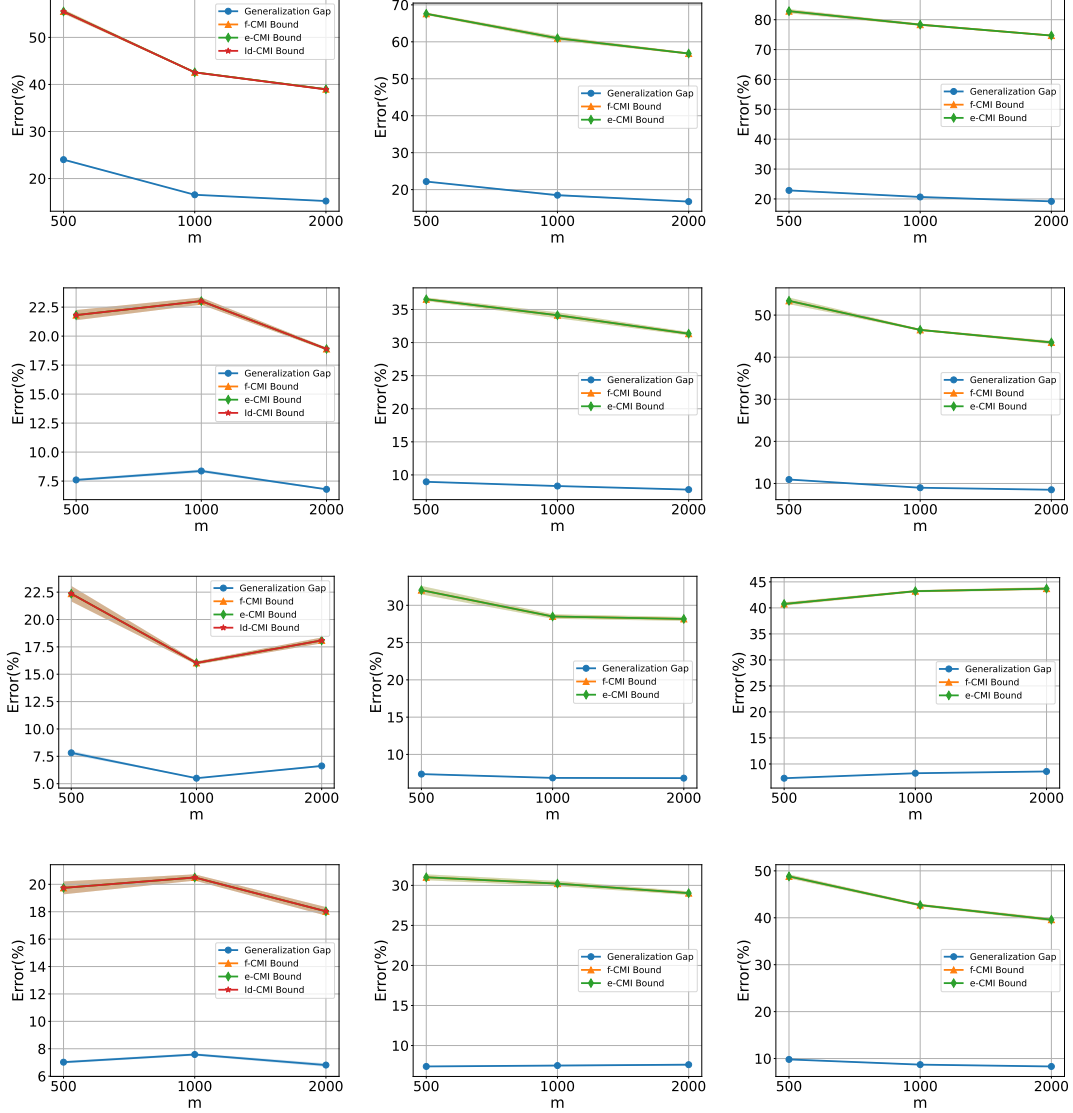 Error(%)
50
40
30
20
500
1000
2000
m
Generalization Gap
f-CMI Bound
e-CMI Bound
ld-CMI Bound
Error(%)
70
60
50
40
30
20
500
1000
2000
m
Generalization Gap
f-CMI Bound
e-CMI Bound
Error(%)
80
70
60
50
40
30
20
500
1000
2000
m
Generalization Gap
f-CMI Bound
e-CMI Bound
Error(%)
22.5
20.0
17.5
15.0
12.5
10.0
7.5
500
1000
2000
m
Generalization Gap
f-CMI Bound
e-CMI Bound
ld-CMI Bound
Error(%)
35
30
25
20
15
10
500
1000
2000
m
Generalization Gap
f-CMI Bound
e-CMI Bound
Error(%)
50
40
30
20
10
500
1000
2000
m
Generalization Gap
f-CMI Bound
e-CMI Bound
Error(%)
22.5
20.0
17.5
15.0
12.5
10.0
7.5
5.0
500
1000
2000
m
Generalization Gap
f-CMI Bound
e-CMI Bound
ld-CMI Bound
Error(%)
30
25
20
15
10
500
1000
2000
m
Generalization Gap
f-CMI Bound
e-CMI Bound
Error(%)
45
40
35
30
25
20
15
10
500
1000
2000
m
Generalization Gap
f-CMI Bound
e-CMI Bound
Error(%)
20
18
16
14
12
10
8
6
500
1000
2000
m
Generalization Gap
f-CMI Bound
e-CMI Bound
ld-CMI Bound
Error(%)
30
25
20
15
10
500
1000
2000
m
Generalization Gap
f-CMI Bound
e-CMI Bound
Error(%)
50
40
30
20
10
500
1000
2000
m
Generalization Gap
f-CMI Bound
e-CMI Bound